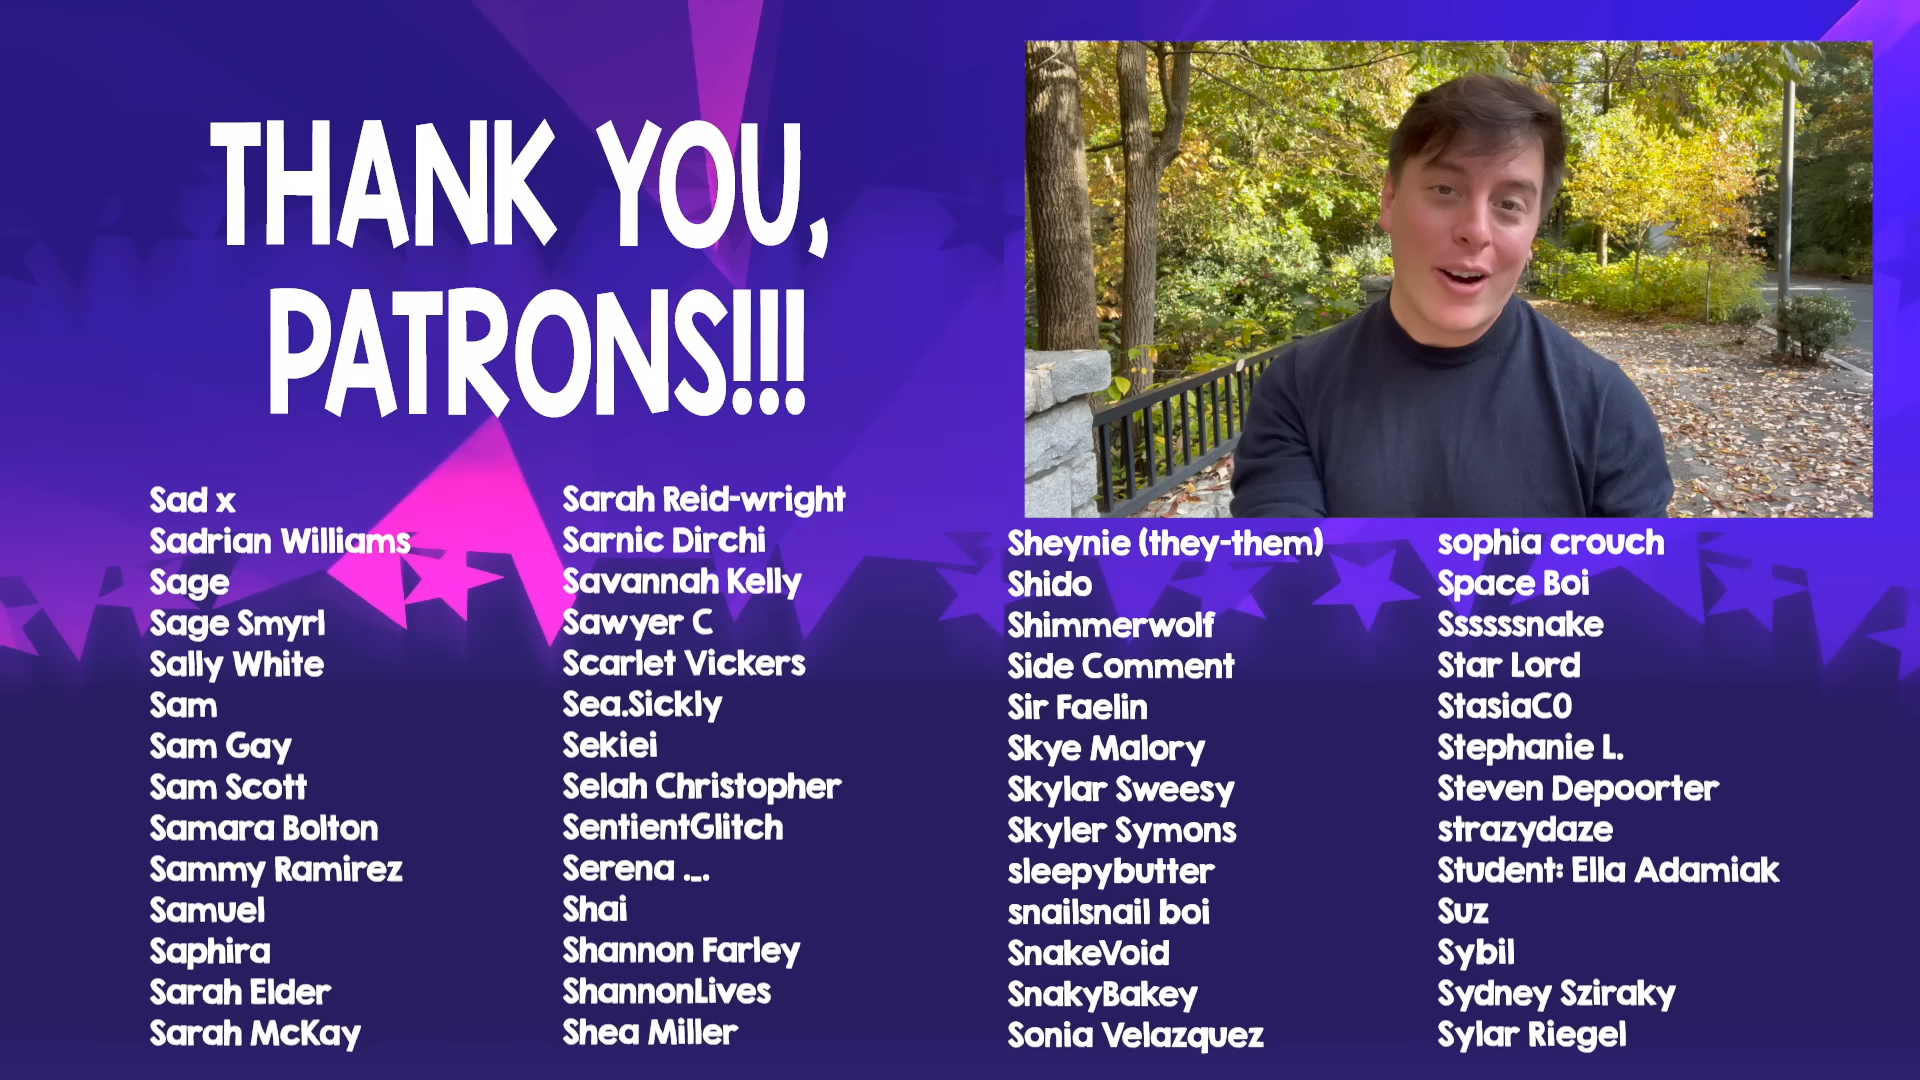 THANK YOU,
PATRONS!!!
Sad x
Sadrian Williams
Sage
Sage Smyrl
Sally White
Sam
Sam Gay
Sam Scott
Samara Bolton
Sammy Ramirez
Samuel
Saphira
Sarah Elder
Sarah McKay
Sarah Reid-wright
Sarnic Dirchi
Savannah Kelly
Sawyer C
Scarlet Vickers
Sea.Sickly
Sekiei
Selah Christopher
SentientGlitch
Serena ._.
Shai
Shannon Farley
ShannonLives
Shea Miller
Sheynie (they-them)
Shido
Shimmerwolf
Side Comment
Sir Faelin
Skye Malory
Skylar Sweesy
Skyler Symons
sleepybutter
snailsnail boi
SnakeVoid
SnakyBakey
Sonia Velazquez
sophia crouch
Space Boi
Sssssssnake
Star Lord
StasiaC0
Stephanie L.
Steven Depoorter
strazydaze
Student: Ella Adamiak
Suz
Sybil
Sydney Sziraky
Sylar Riegel